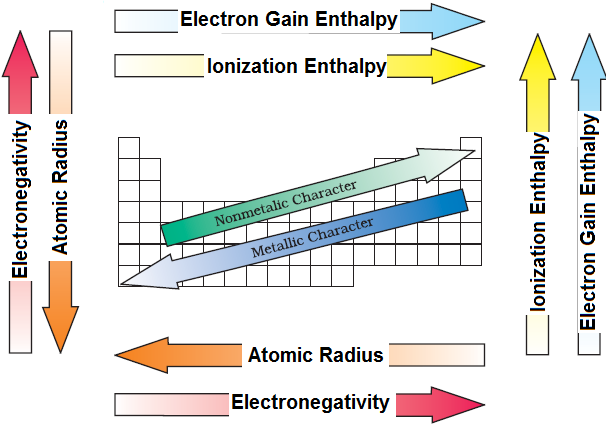 Electron Gain Enthalpy
Ionization Enthalpy
Electronegativity
Atomic Radius
Nonmetalic Character
Metallic Character
Ionization Enthalpy
Electron Gain Enthalpy
Atomic Radius
Electronegativity